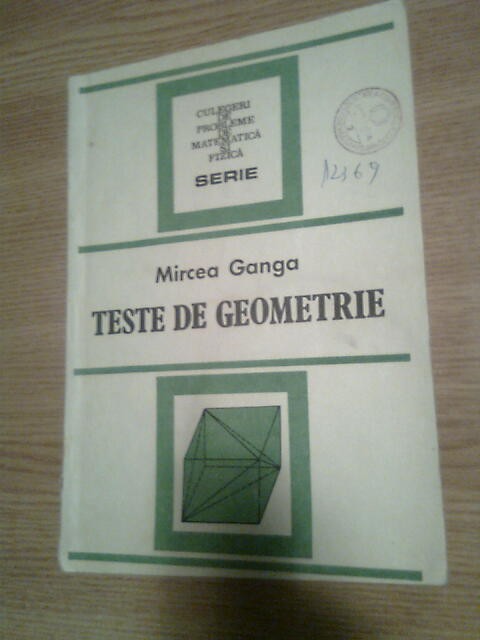 CULEGERI
DE
PROBLEME
DE
MATEMATICĂ
ȘI
FIZICĂ
SERIE
12369
Mircea Ganga
TESTE DE GEOMETRIE